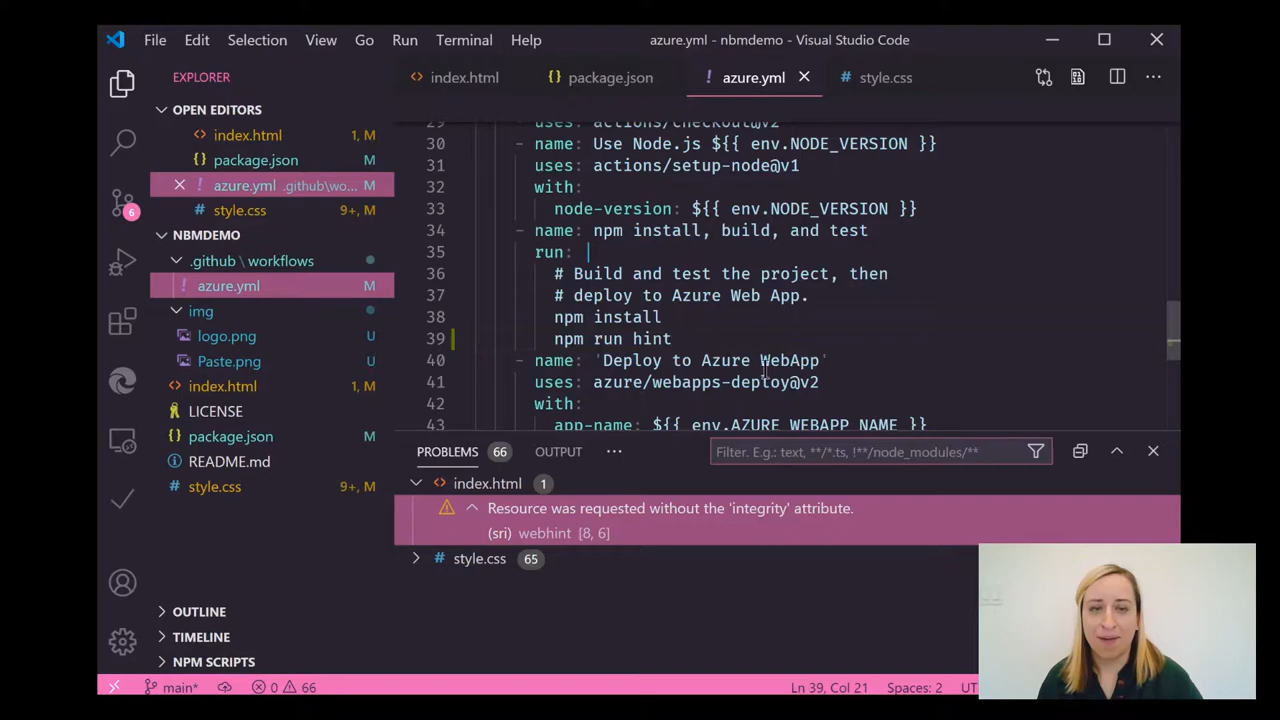 File Edit Selection View Go Run Terminal Help azure.yml - nbmdemo - Visual Studio Code
EXPLORER
OPEN EDITORS
<> index.html 1, M
{} package.json M
! azure.yml .github\wo... M
# style.css 9+, M
NBMDEMO
.github \ workflows
! azure.yml M
img
logo.png U
Paste.png U
<> index.html 1, M
LICENSE
{} package.json M
README.md
# style.css 9+, M
OUTLINE
TIMELINE
NPM SCRIPTS
6
<> index.html {} package.json ! azure.yml # style.css
29 - uses: actions/checkout@v2
30 - name: Use Node.js ${{ env.NODE_VERSION }}
31 uses: actions/setup-node@v1
32 with:
33 node-version: ${{ env.NODE_VERSION }}
34 - name: npm install, build, and test
35 run: |
36 # Build and test the project, then
37 # deploy to Azure Web App.
38 npm install
39 npm run hint
40 - name: 'Deploy to Azure WebApp'
41 uses: azure/webapps-deploy@v2
42 with:
43 app-name: ${{ env.AZURE_WEBAPP_NAME }}
PROBLEMS 66 OUTPUT ... Filter. E.g.: text, **/*.ts, !**/node_modules/**
<> index.html 1
Resource was requested without the 'integrity' attribute.
(sri) webhint [8, 6]
# style.css 65
main* 0 66 Ln 39, Col 21 Spaces: 2 UT